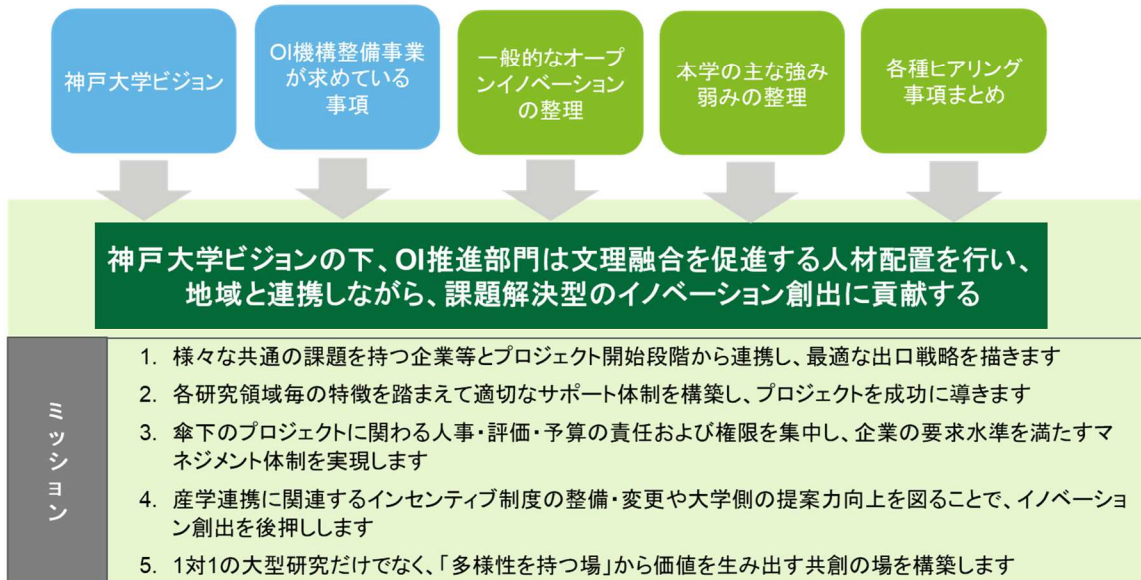 神戸大学ビジョン
OI機構整備事業
が求めている
事項
一般的なオープ
ンイノベーション
の整理
本学の主な強み
弱みの整理
各種ヒアリング
事項まとめ
神戸大学ビジョンの下、OI推進部門は文理融合を促進する人材配置を行い、
地域と連携しながら、課題解決型のイノベーション創出に貢献する
ミッション
1. 様々な共通の課題を持つ企業等とプロジェクト開始段階から連携し、最適な出口戦略を描きます
2. 各研究領域毎の特徴を踏まえて適切なサポート体制を構築し、プロジェクトを成功に導きます
3. 傘下のプロジェクトに関わる人事・評価・予算の責任および権限を集中し、企業の要求水準を満たすマ
ネジメント体制を実現します
4. 産学連携に関連するインセンティブ制度の整備・変更や大学側の提案力向上を図ることで、イノベーショ
ン創出を後押しします
5. 1対1の大型研究だけでなく、「多様性を持つ場」から価値を生み出す共創の場を構築します